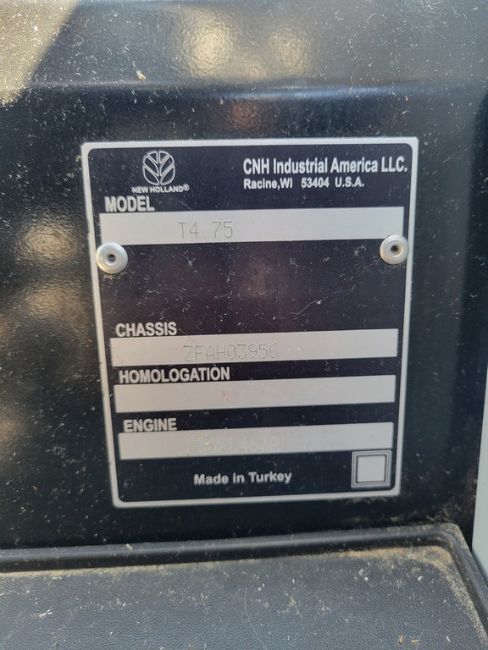 NEW HOLLAND®
CNH Industrial America LLC.
Racine,WI 53404 U.S.A.
MODEL
T4.75
CHASSIS
ZFAH03956
HOMOLOGATION
ENGINE
Made in Turkey